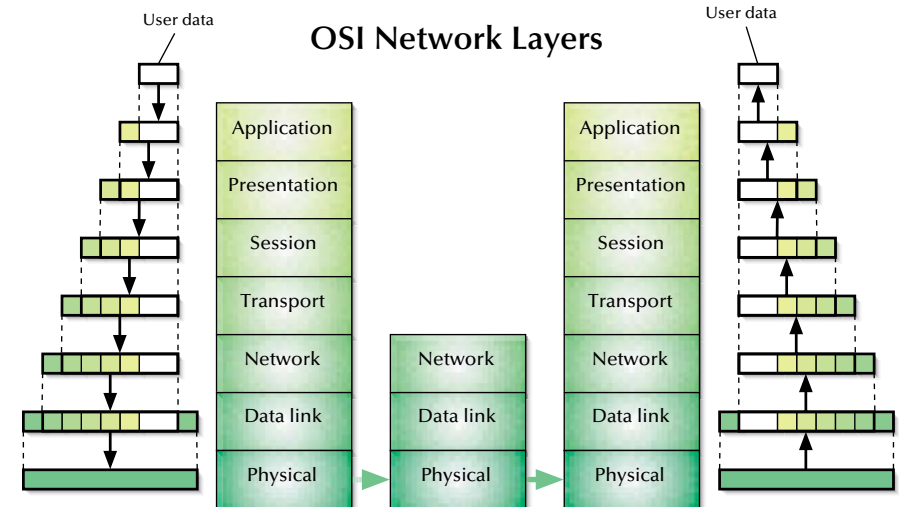 User data
OSI Network Layers
User data
Application
Presentation
Session
Transport
Network
Data link
Physical
Network
Data link
Physical
Application
Presentation
Session
Transport
Network
Data link
Physical